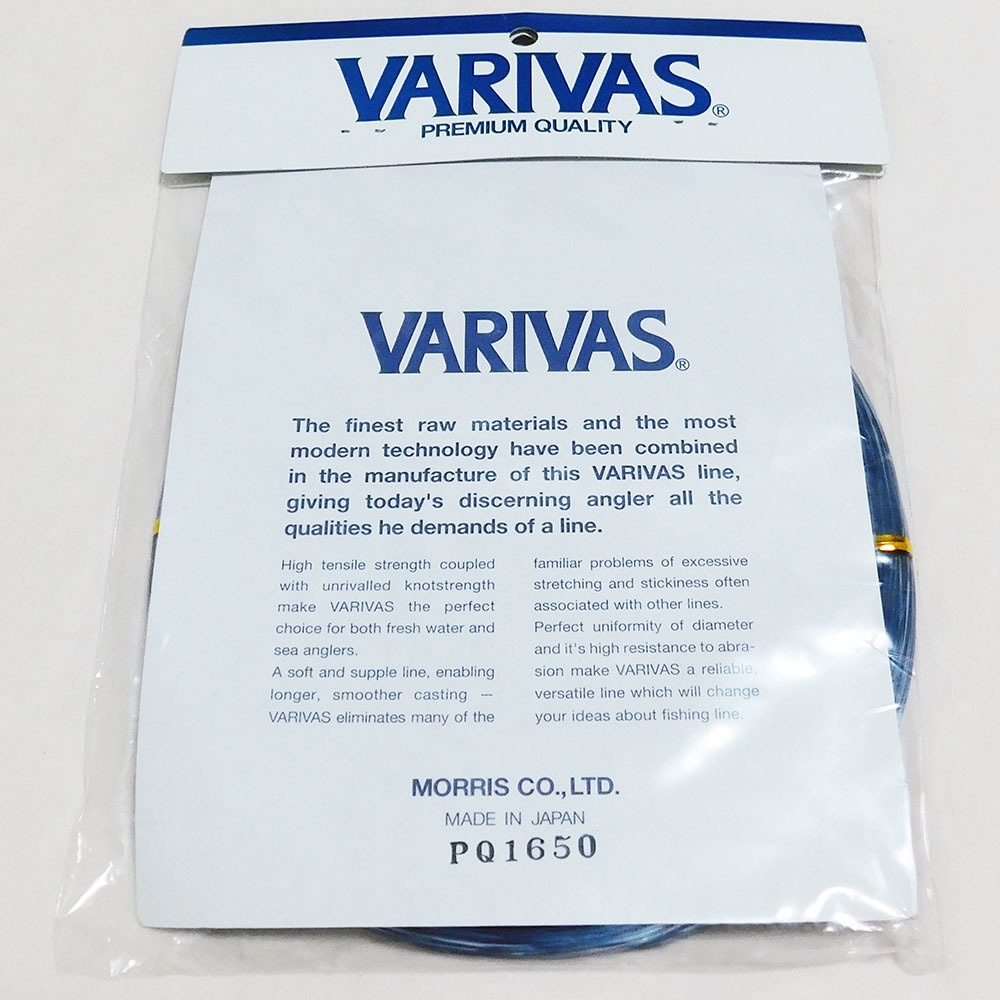 VARIVAS®
PREMIUM QUALITY
VARIVAS®
The finest raw materials and the most
modern technology have been combined
in the manufacture of this VARIVAS line,
giving today's discerning angler all the
qualities he demands of a line.
High tensile strength coupled
with unrivalled knotstrength
make VARIVAS the perfect
choice for both fresh water and
sea anglers.
A soft and supple line, enabling
longer, smoother casting —
VARIVAS eliminates many of the
familiar problems of excessive
stretching and stickiness often
associated with other lines.
Perfect uniformity of diameter
and it's high resistance to abra-
sion make VARIVAS a reliable,
versatile line which will change
your ideas about fishing line.
MORRIS CO.,LTD.
MADE IN JAPAN
PQ1650